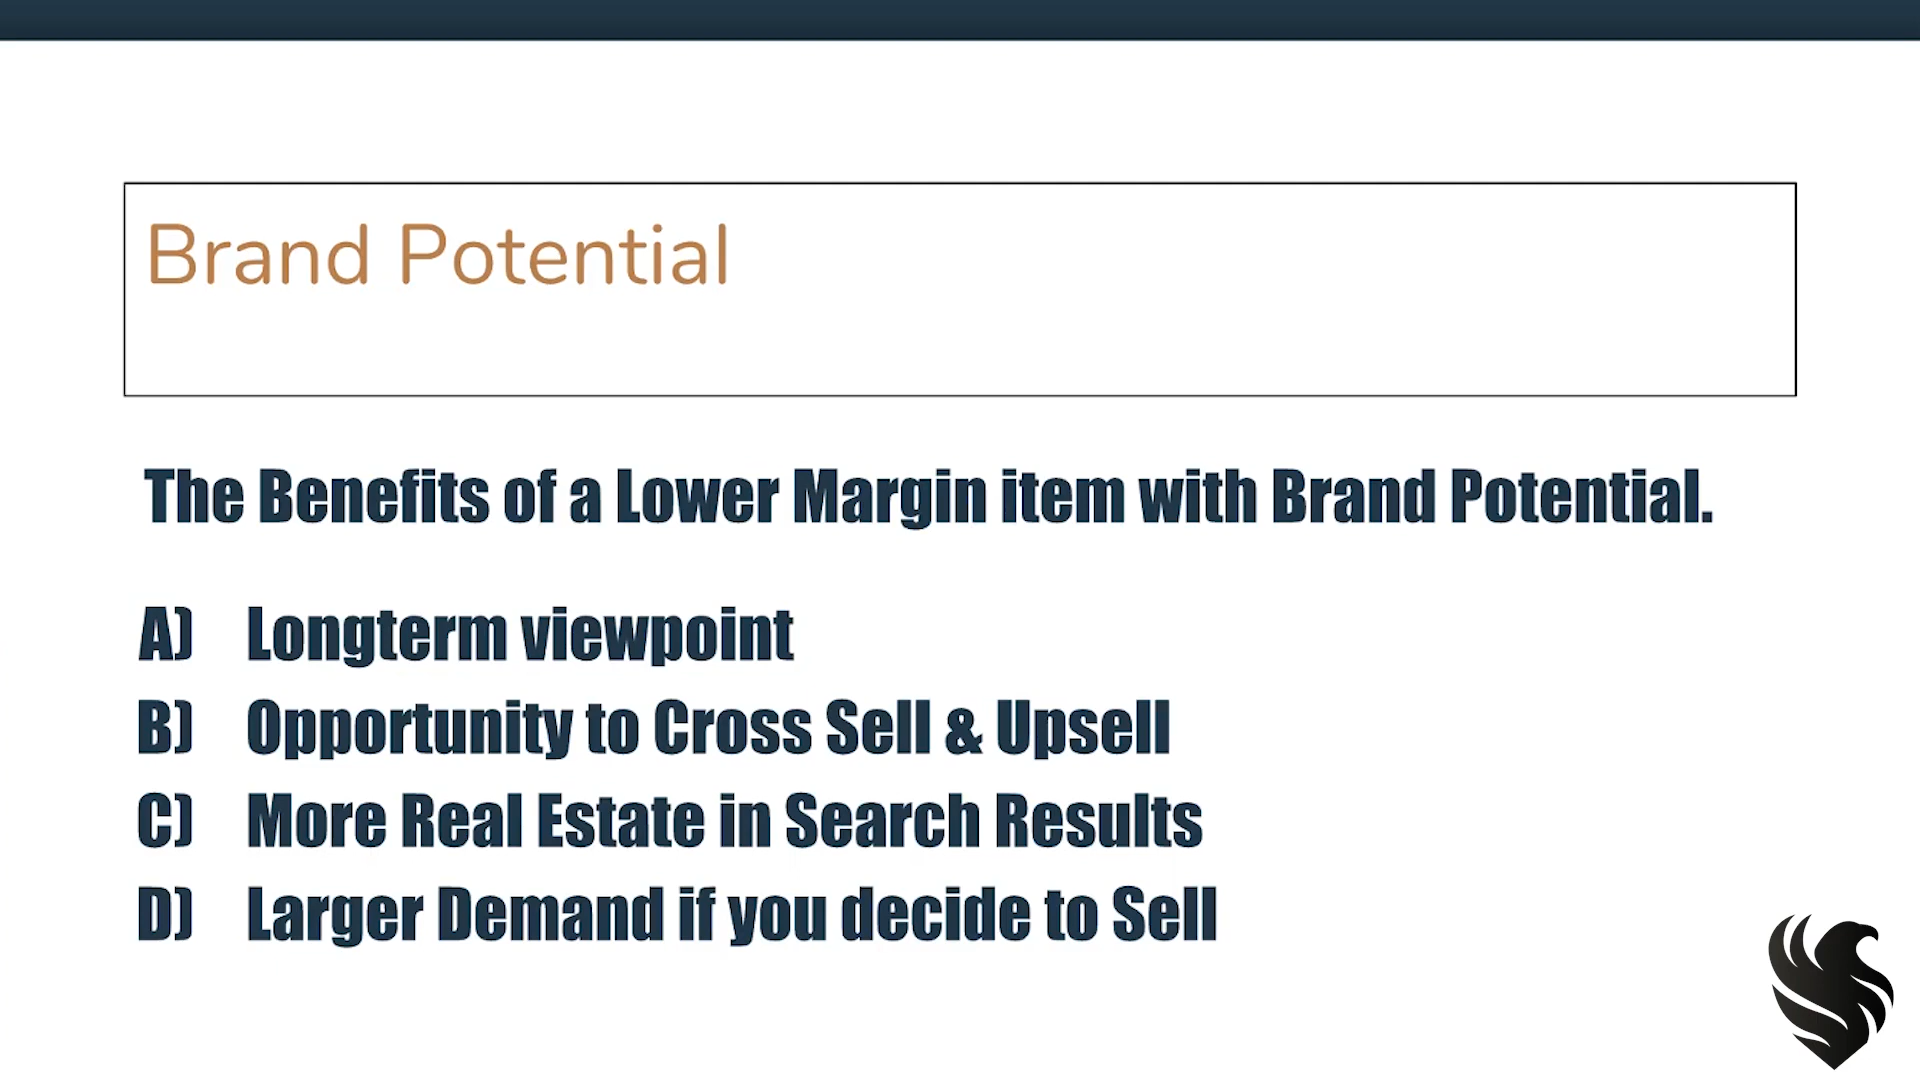 Brand Potential
The Benefits of a Lower Margin item with Brand Potential.
A) Longterm viewpoint
B) Opportunity to Cross Sell & Upsell
C) More Real Estate in Search Results
D) Larger Demand if you decide to Sell